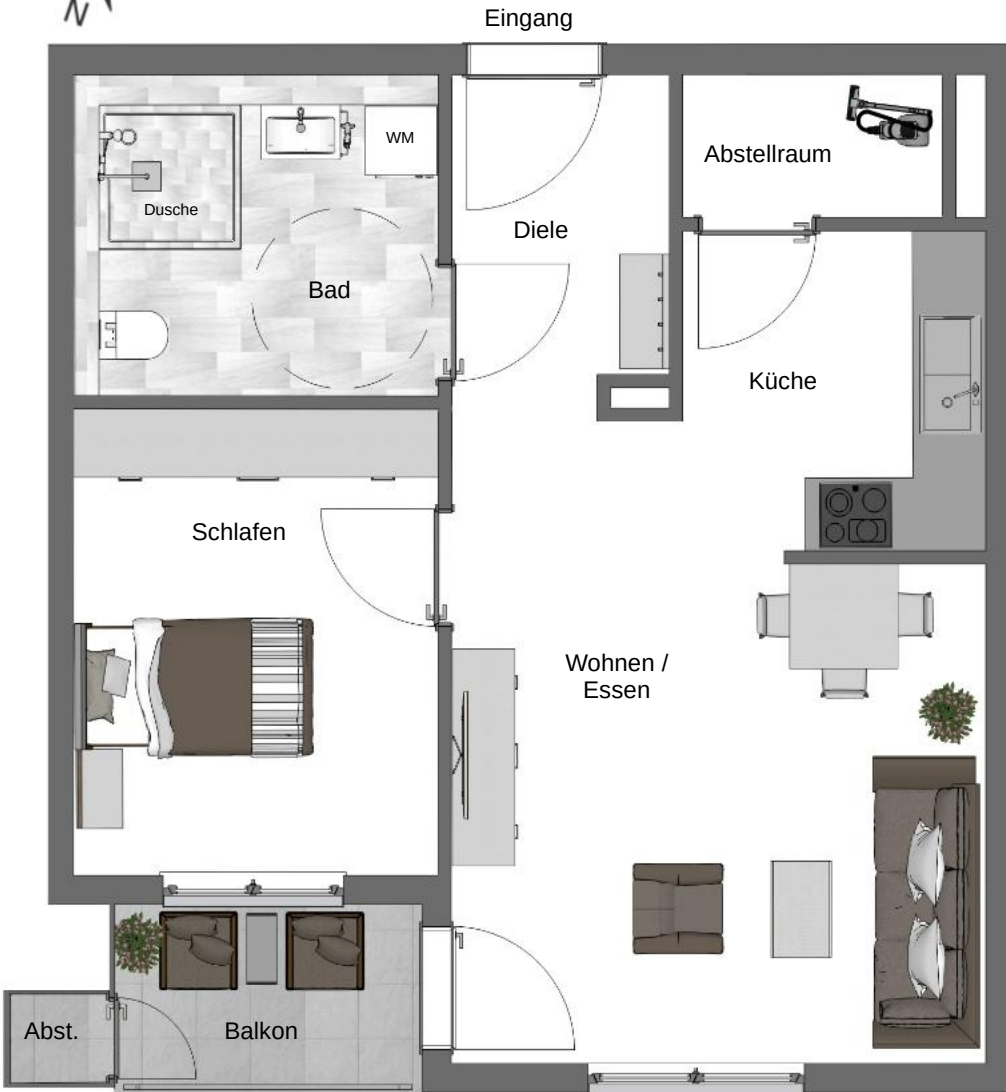 N
Eingang
WM
Abstellraum
Dusche
Diele
Bad
Küche
Schlafen
Wohnen /
Essen
Abst.
Balkon